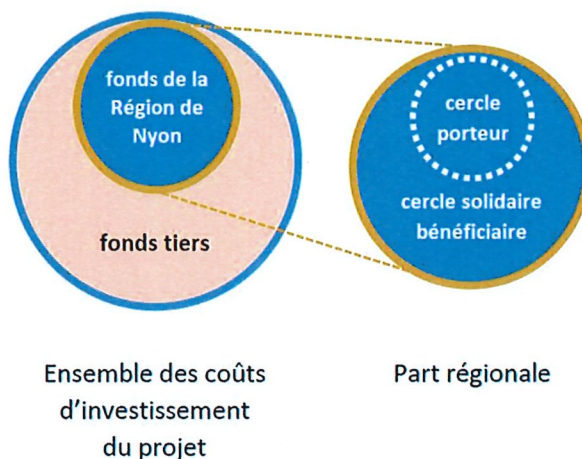 fonds de la
Région de
Nyon
fonds tiers
cercle
porteur
cercle solidaire
bénéficiaire
Ensemble des coûts
d'investissement
du projet
Part régionale